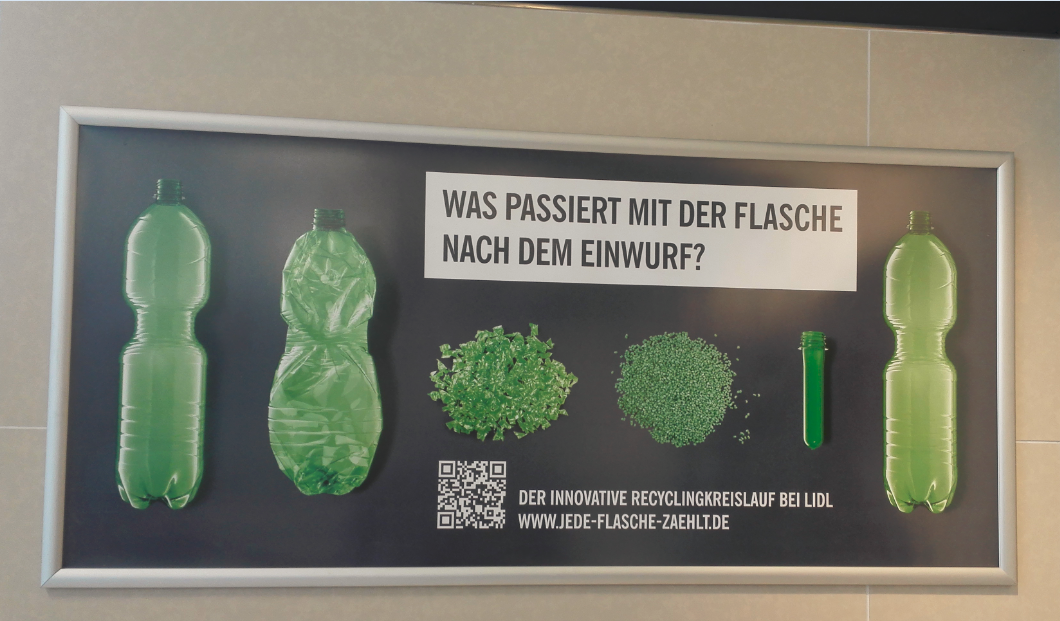 WAS PASSIERT MIT DER FLASCHE
NACH DEM EINWURF?
DER INNOVATIVE RECYCLINGKREISLAUF BEI LIDL
WWW.JEDE-FLASCHE-ZAEHLT.DE